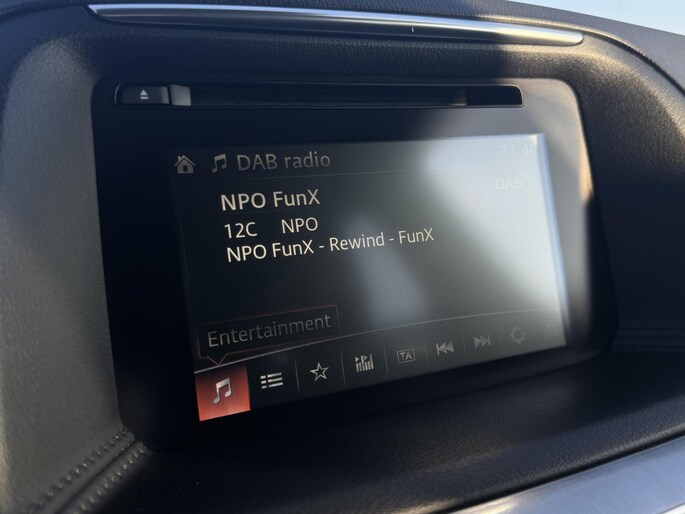 DAB radio
NPO FunX
12C NPO
NPO FunX - Rewind - FunX
Entertainment
TA